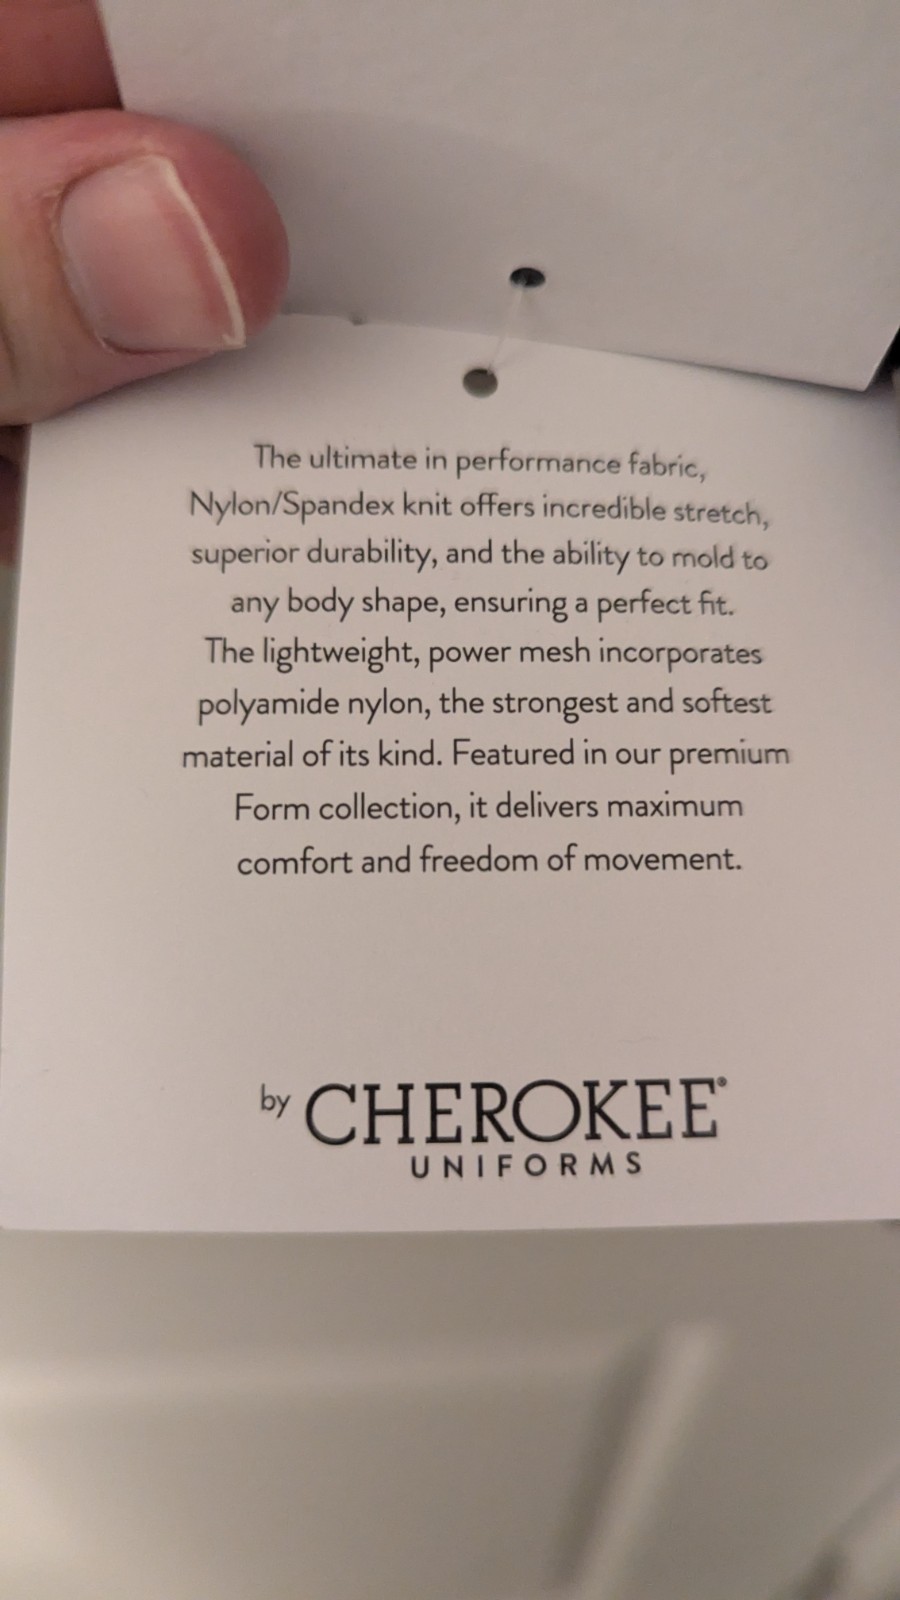 The ultimate in performance fabric,
Nylon/Spandex knit offers incredible stretch,
superior durability, and the ability to mold to
any body shape, ensuring a perfect fit.
The lightweight, power mesh incorporates
polyamide nylon, the strongest and softest
material of its kind. Featured in our premium
Form collection, it delivers maximum
comfort and freedom of movement.
by CHEROKEE®
UNIFORMS